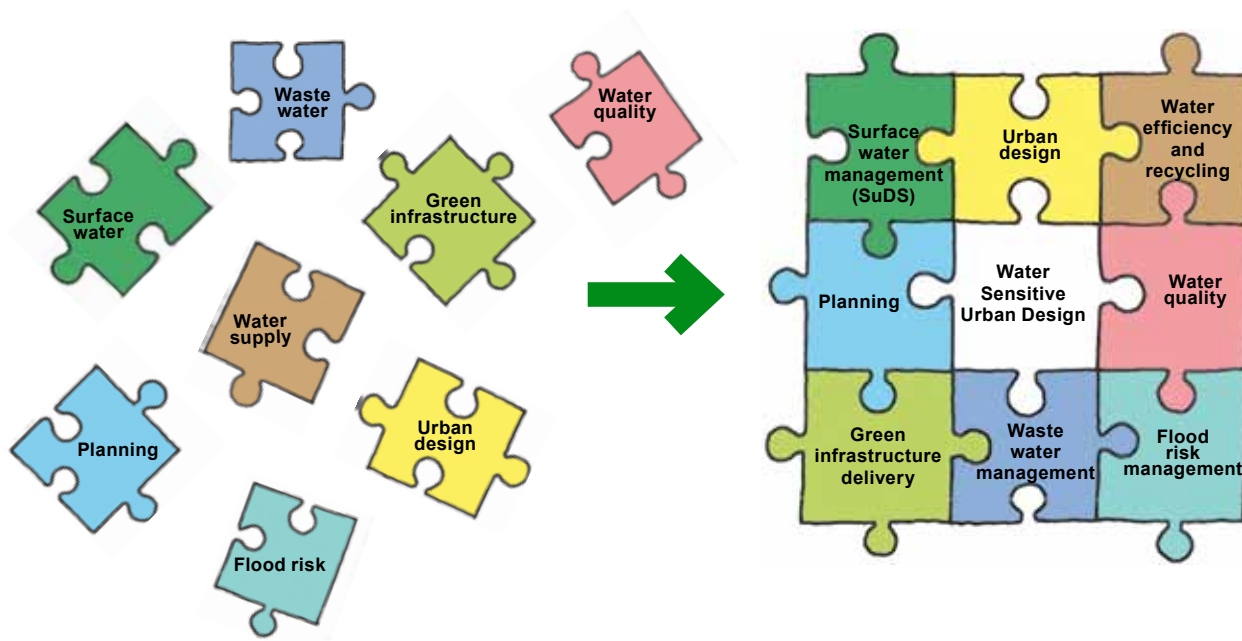 Waste
water
Water
quality
Surface
water
Green
infrastructure
Water
supply
Planning
Urban
design
Flood risk
Surface
water
management
(SuDS)
Urban
design
Water
efficiency
and
recycling
Planning
Water
Sensitive
Urban Design
Water
quality
Green
infrastructure
delivery
Waste
water
management
Flood
risk
management